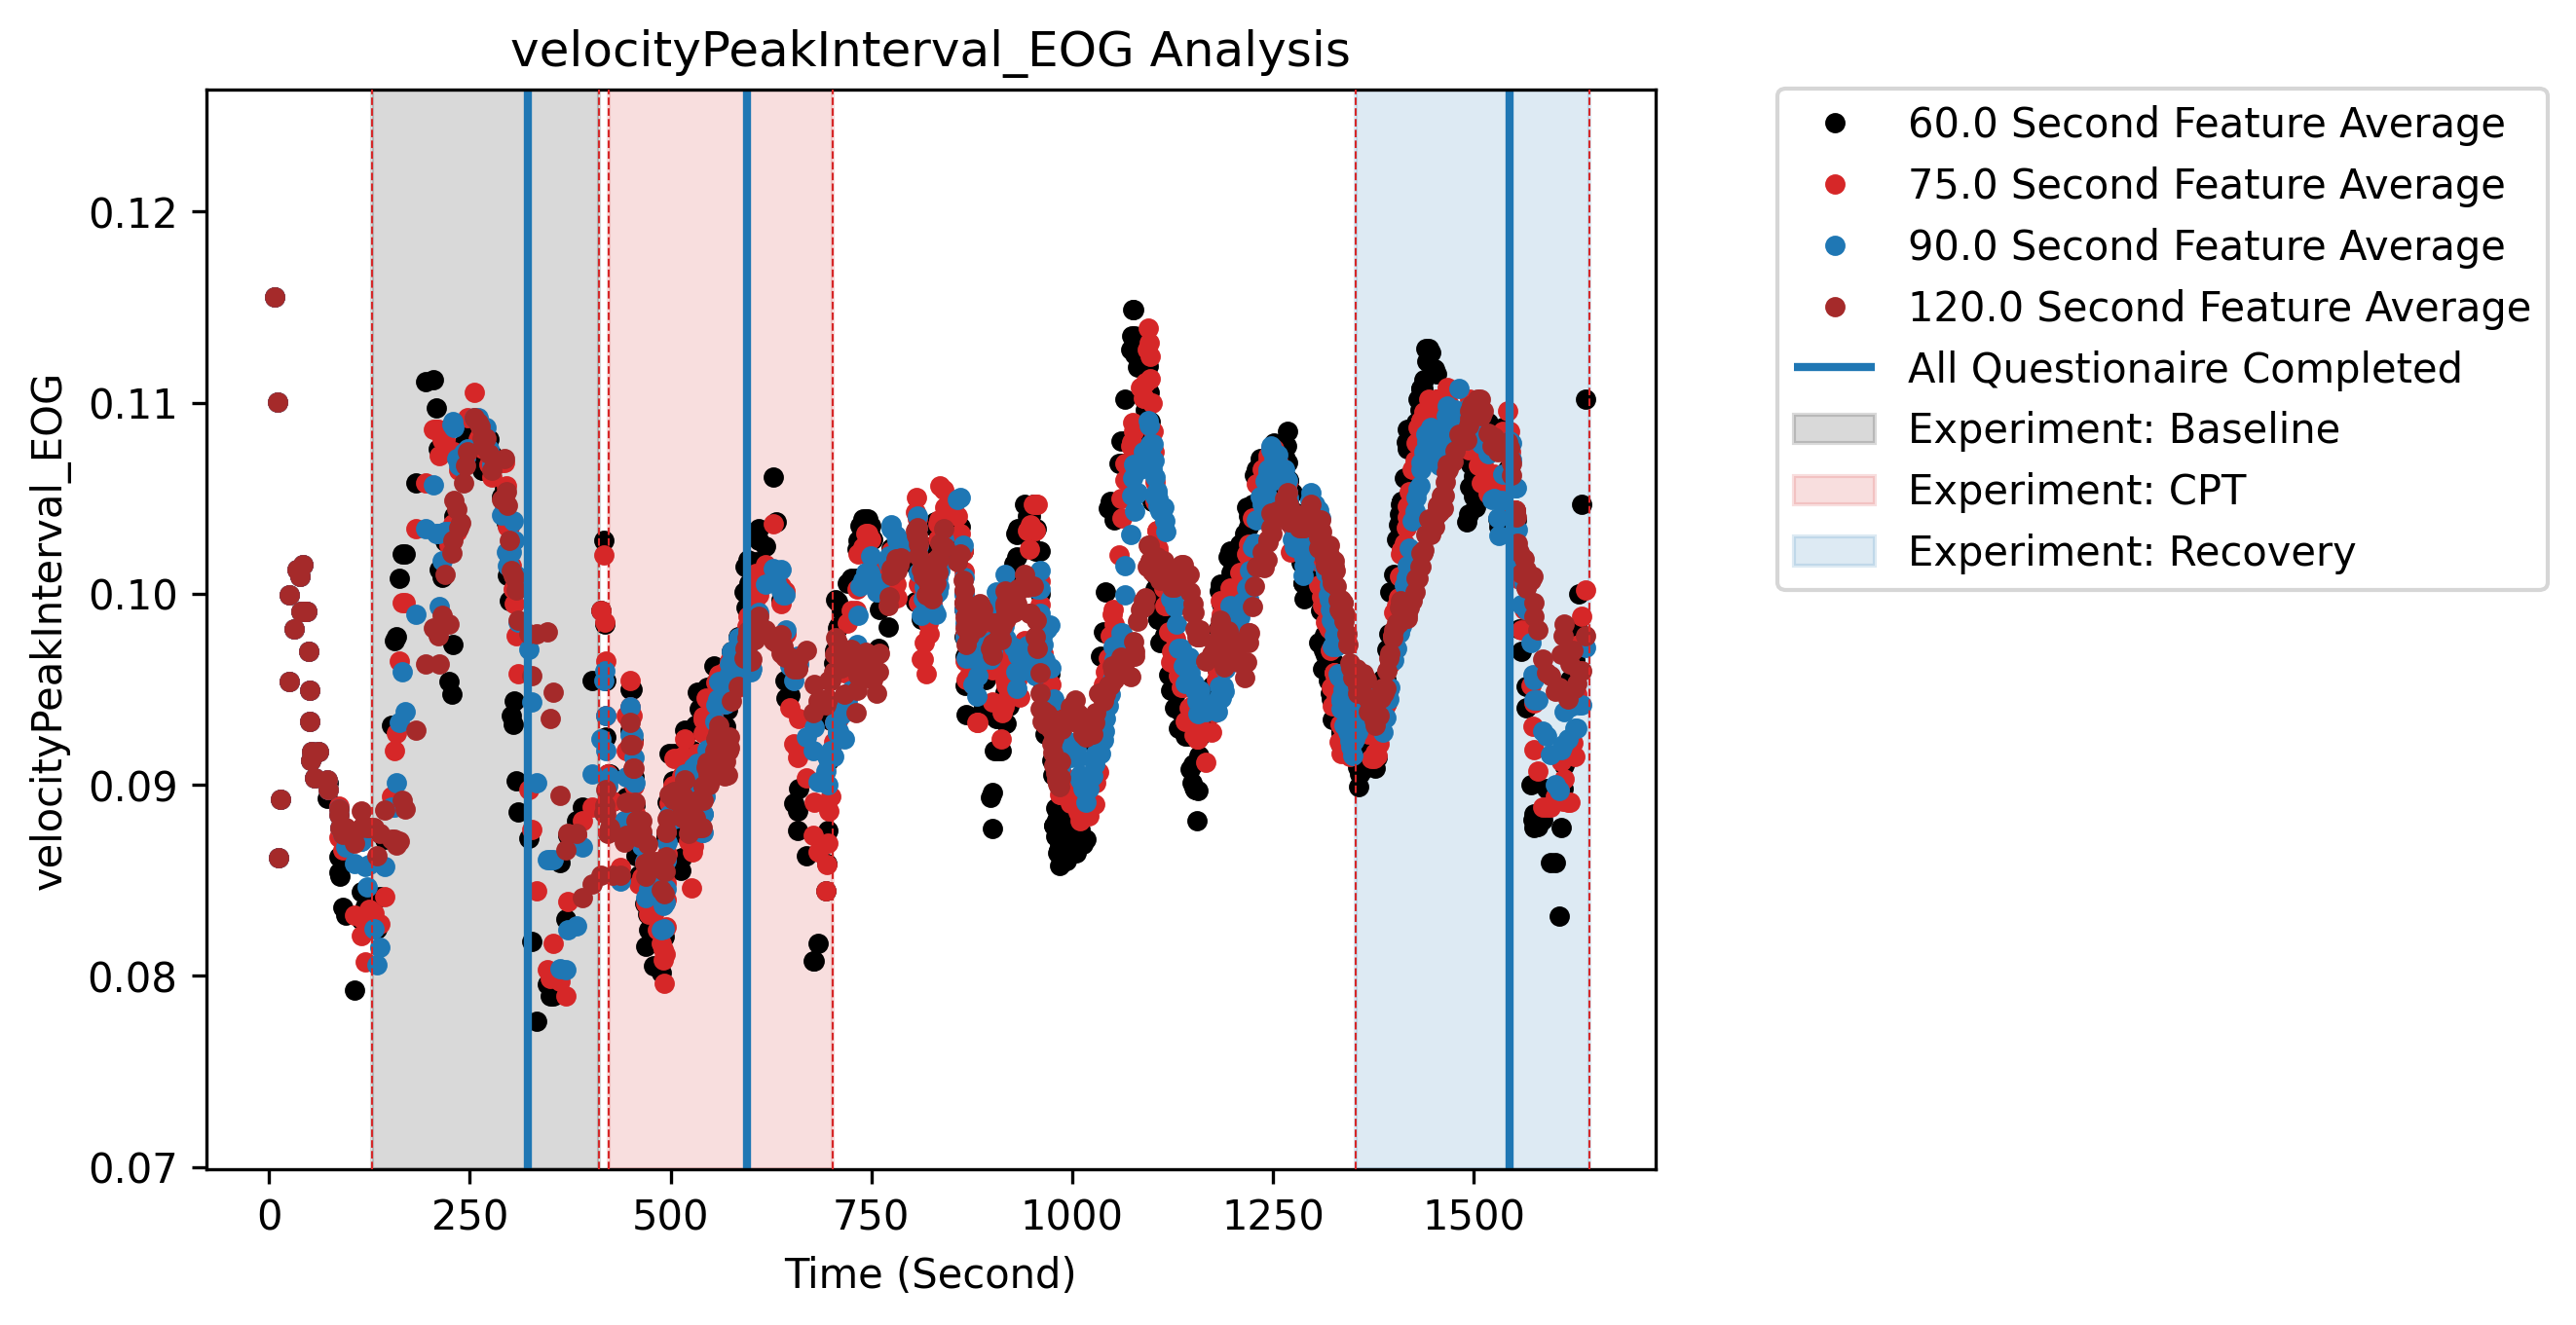 velocityPeakInterval_EOG Analysis
velocityPeakInterval_EOG
0.12
0.11
0.10
0.09
0.08
0.07
0 250 500 750 1000 1250 1500
Time (Second)
60.0 Second Feature Average
75.0 Second Feature Average
90.0 Second Feature Average
120.0 Second Feature Average
All Questionaire Completed
Experiment: Baseline
Experiment: CPT
Experiment: Recovery